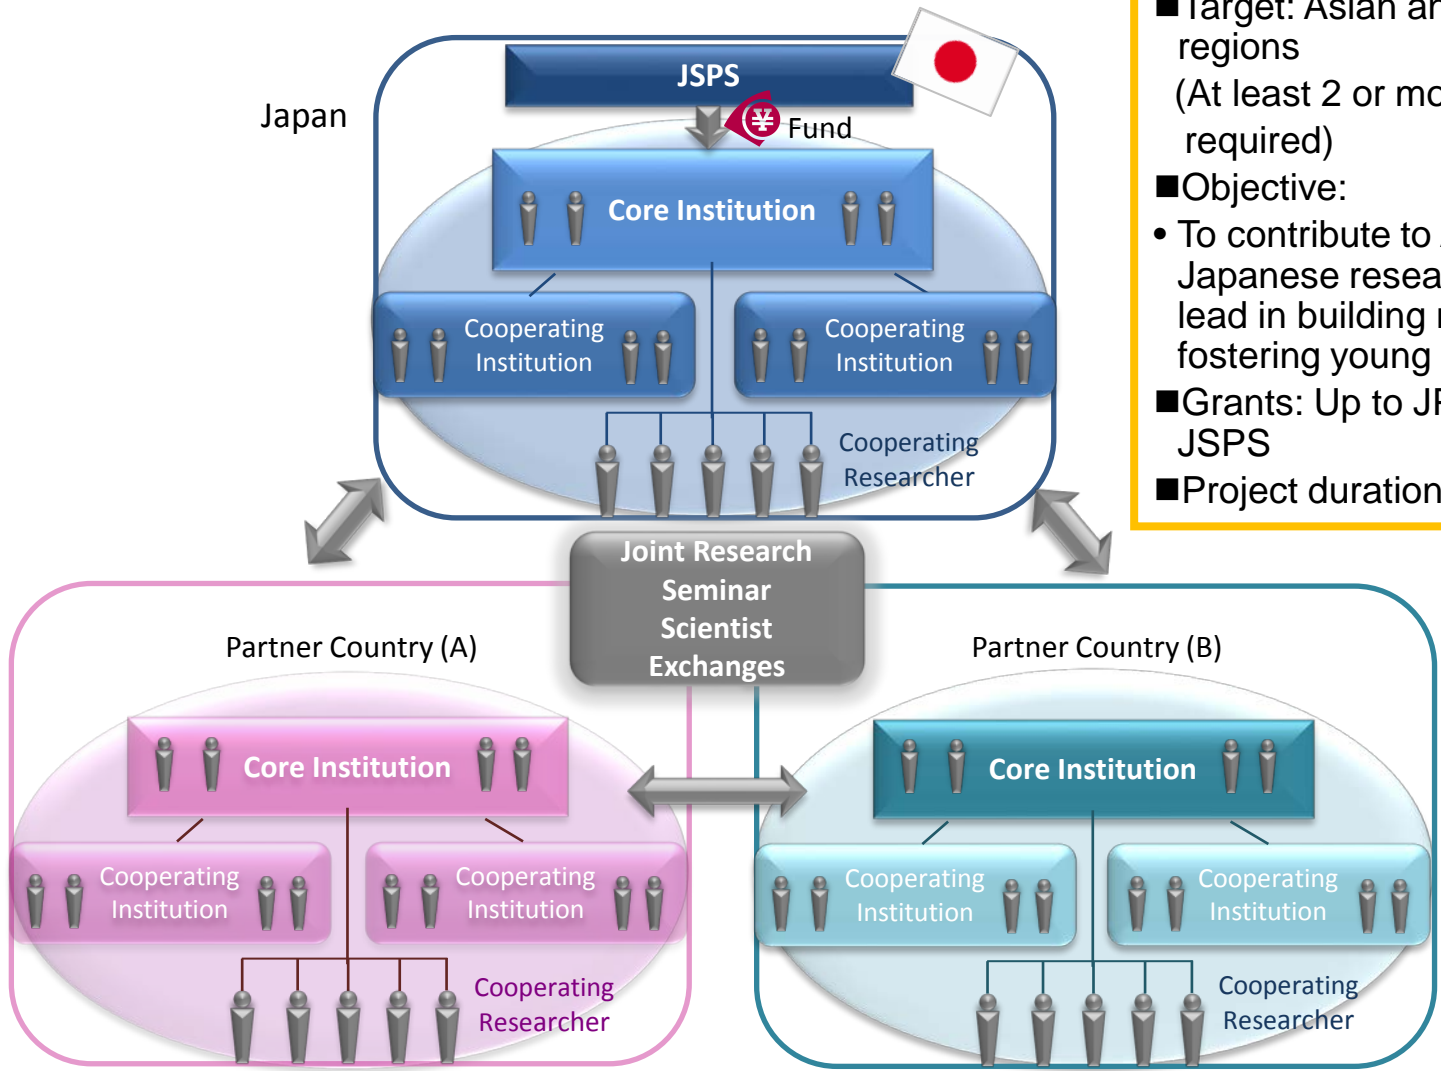 JSPS
Japan
¥
Fund
Core Institution
Cooperating
Institution
Cooperating
Institution
Cooperating
Researcher
■Target: Asian
regions
(At least 2 or
required)
■Objective:
• To contribute to
Japanese
lead in building
fostering young
■Grants: Up to
JSPS
■Project duration
Joint Research
Seminar
Scientist
Exchanges
Partner Country (A)
Core Institution
Cooperating
Institution
Cooperating
Institution
Cooperating
Researcher
Partner Country (B)
Core Institution
Cooperating
Institution
Cooperating
Institution
Cooperating
Researcher